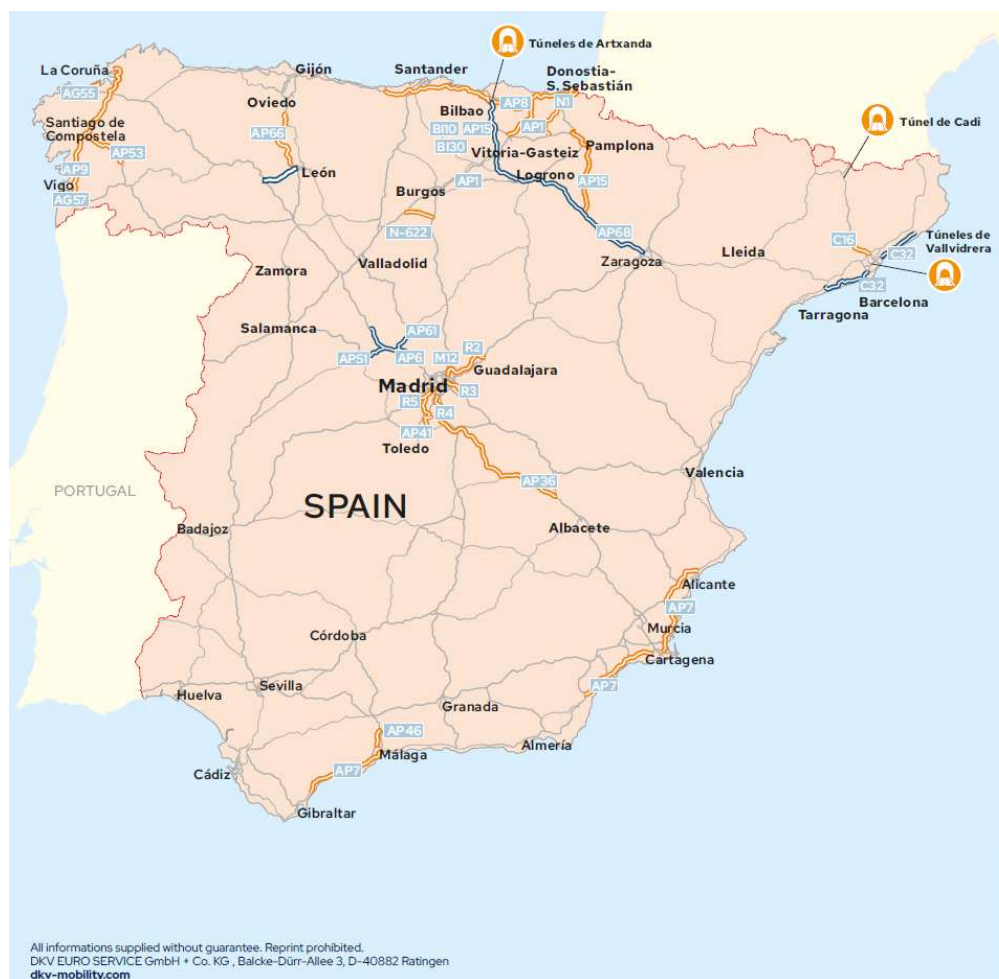 Túneles de Artxanda
La Coruña
Gijón
Santander
Donostia-
S. Sebastián
AG55
Oviedo
Bilbao
AP8
N1
Túnel de Cadi
Santiago de
Compostela
AP66
BI10
AP15
AP1
BI30
Pamplona
AP53
Vitoria-Gasteiz
AP9
León
Logrono
Vigo
Burgos
AP1
AP15
AG57
N-622
AP68
C16
Túneles de
Vallvidrera
Valladolid
Zaragoza
Lleida
C32
Zamora
C32
Barcelona
Tarragona
Salamanca
AP61
AP51
AP6
M12
R2
Guadalajara
Madrid
R3
R5
R4
AP41
Toledo
Valencia
AP36
PORTUGAL
SPAIN
Badajoz
Albacete
Alicante
AP7
Murcia
Córdoba
Cartagena
Sevilla
AP7
Huelva
Granada
AP46
Almería
Málaga
AP7
Cádiz
Gibraltar
All informations supplied without guarantee. Reprint prohibited.
DKV EURO SERVICE GmbH + Co. KG , Balcke-Dürr-Allee 3, D-40882 Ratingen
dkv-mobility.com